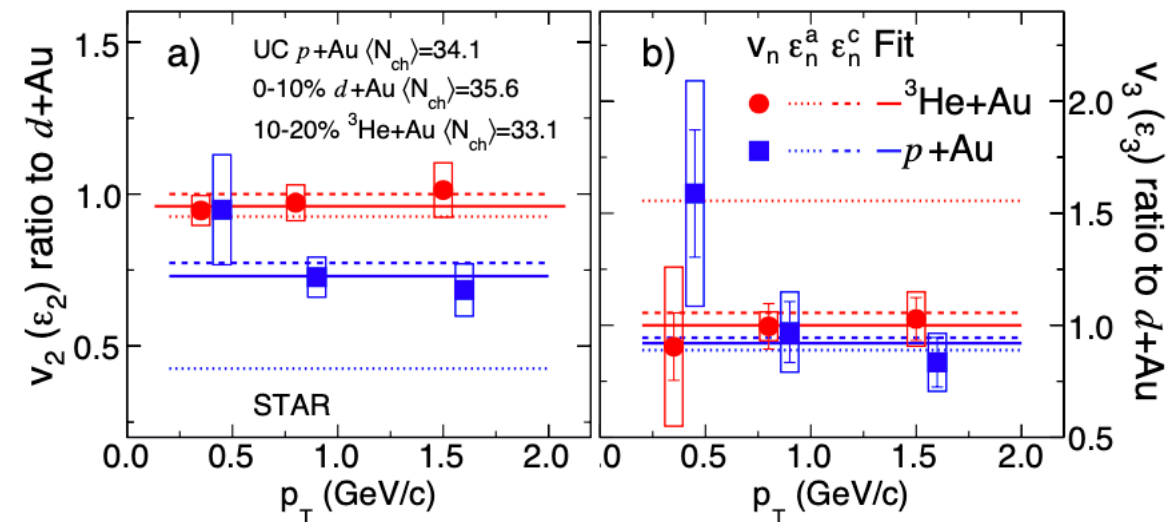 a)
UC p+Au ⟨N_ch⟩=34.1
0-10% d+Au ⟨N_ch⟩=35.6
10-20% ³He+Au ⟨N_ch⟩=33.1
STAR
v₂ (ε₂) ratio to d+Au
1.5
1.0
0.5
0.0 0.5 1.0 1.5 2.0
p_T (GeV/c)
b)
v_n ε_n^a ε_n^c Fit
³He+Au
p+Au
v₃ (ε₃) ratio to d+Au
2.0
1.5
1.0
0.5
.0 0.5 1.0 1.5 2.0
p_T (GeV/c)